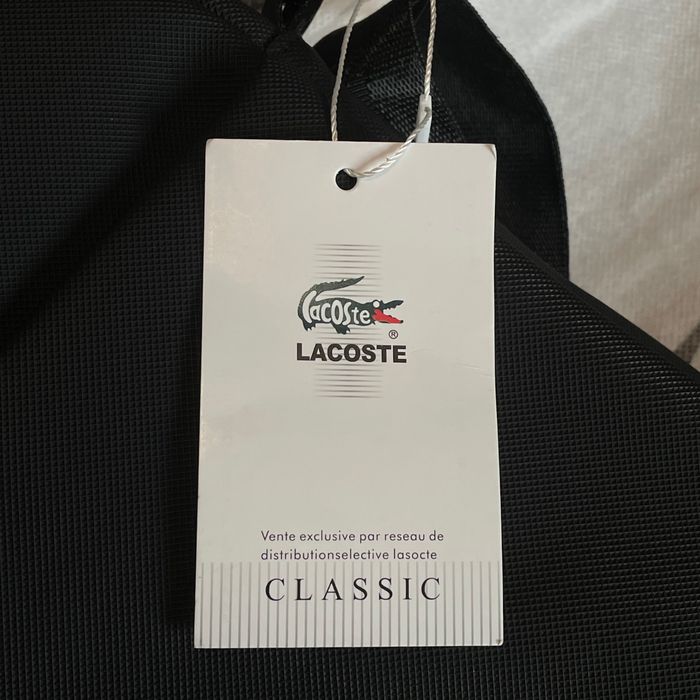 Lacoste
®
LACOSTE
Vente exclusive par reseau de
distributionselective lasocte
CLASSIC